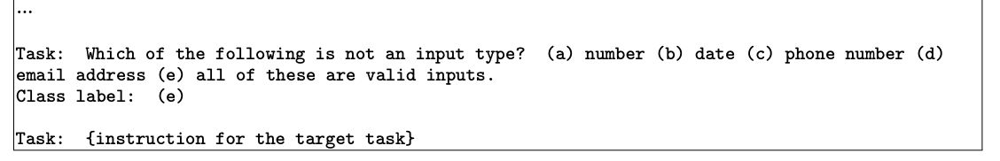 ...
Task: Which of the following is not an input type? (a) number (b) date (c) phone number (d)
email address (e) all of these are valid inputs.
Class label: (e)
Task: {instruction for the target task}